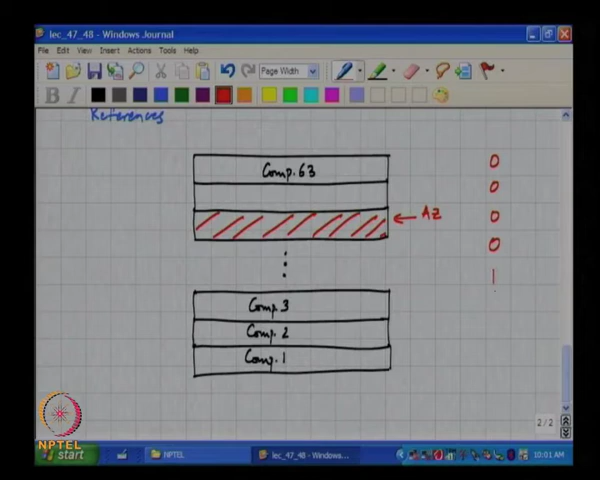 lec_47_48 - Windows Journal
File Edit View Insert Actions Tools Help
Page Width
B I
References
Comp. 63
AZ
Comp. 3
Comp. 2
Comp. 1
0
0
0
0
1
2/2
NPTEL
start NPTEL lec_47_48 - Windows... 10:01 AM